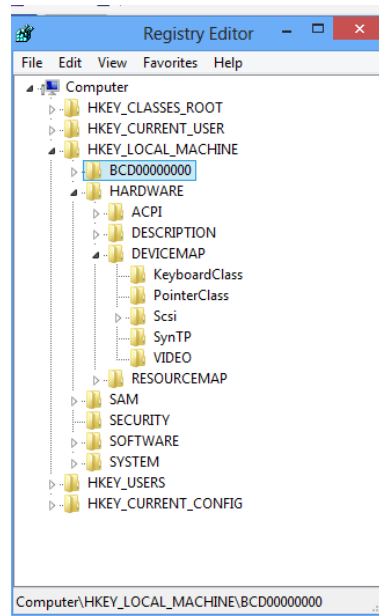 Registry Editor
File Edit View Favorites Help
Computer
HKEY_CLASSES_ROOT
HKEY_CURRENT_USER
HKEY_LOCAL_MACHINE
BCD00000000
HARDWARE
ACPI
DESCRIPTION
DEVICEMAP
KeyboardClass
PointerClass
Scsi
SynTP
VIDEO
RESOURCEMAP
SAM
SECURITY
SOFTWARE
SYSTEM
HKEY_USERS
HKEY_CURRENT_CONFIG
Computer\HKEY_LOCAL_MACHINE\BCD00000000